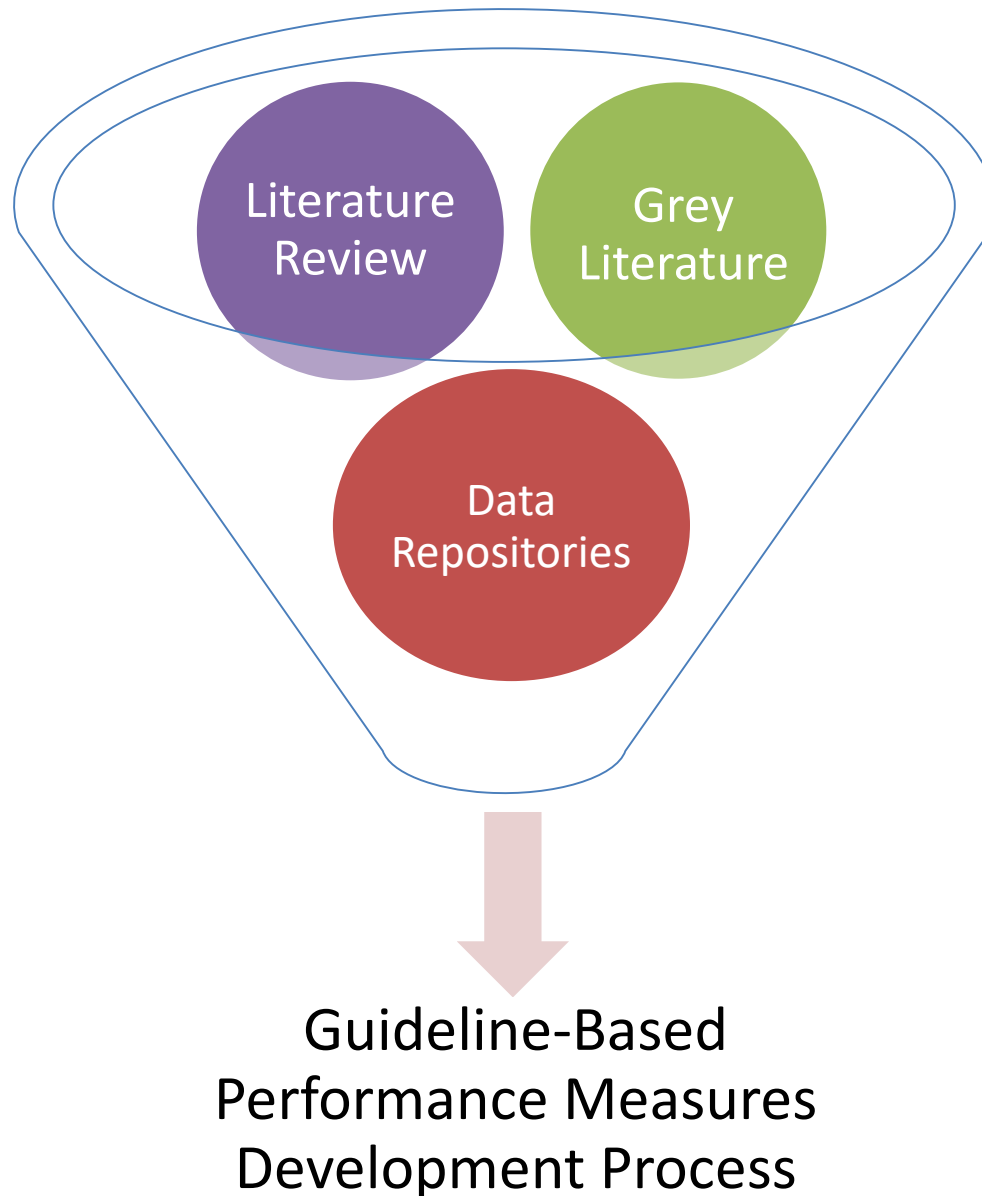 Literature
Review
Grey
Literature
Data
Repositories
Guideline-Based
Performance Measures
Development Process